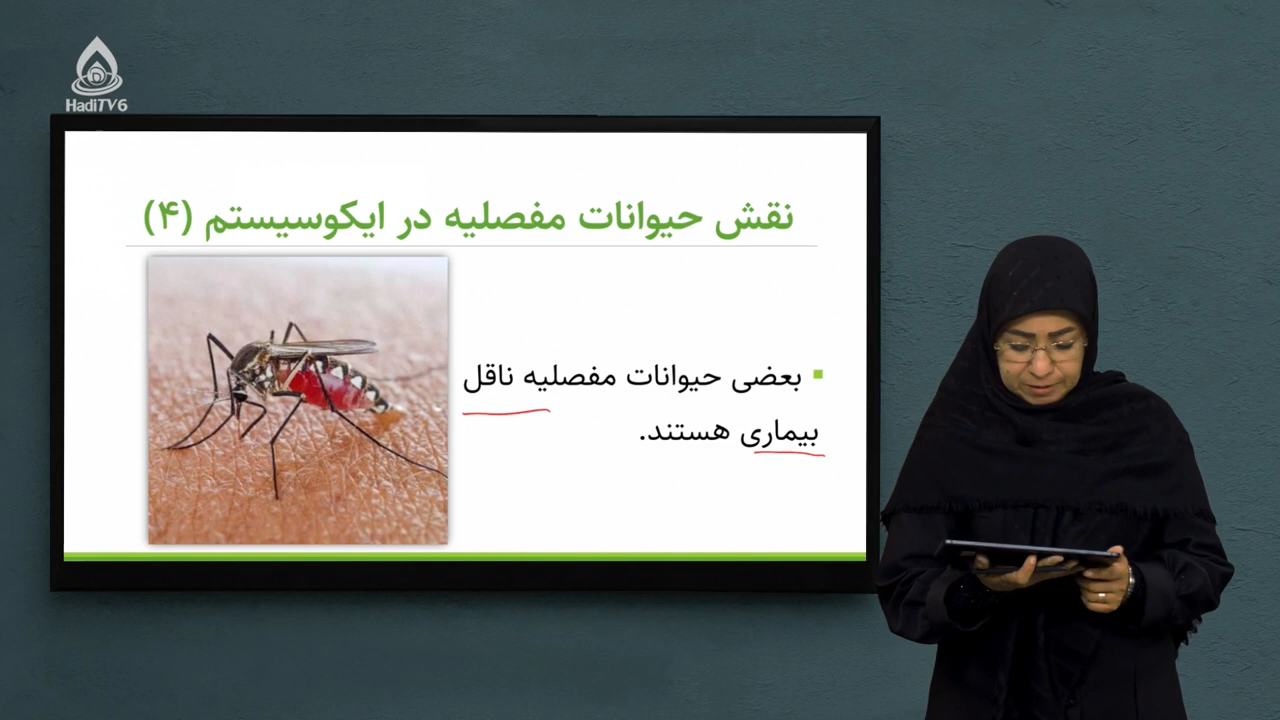 HadiTV6
نقش حیوانات مفصلیه در ایکوسیستم (۴)
بعضی حیوانات مفصلیه ناقل
بیماری هستند.